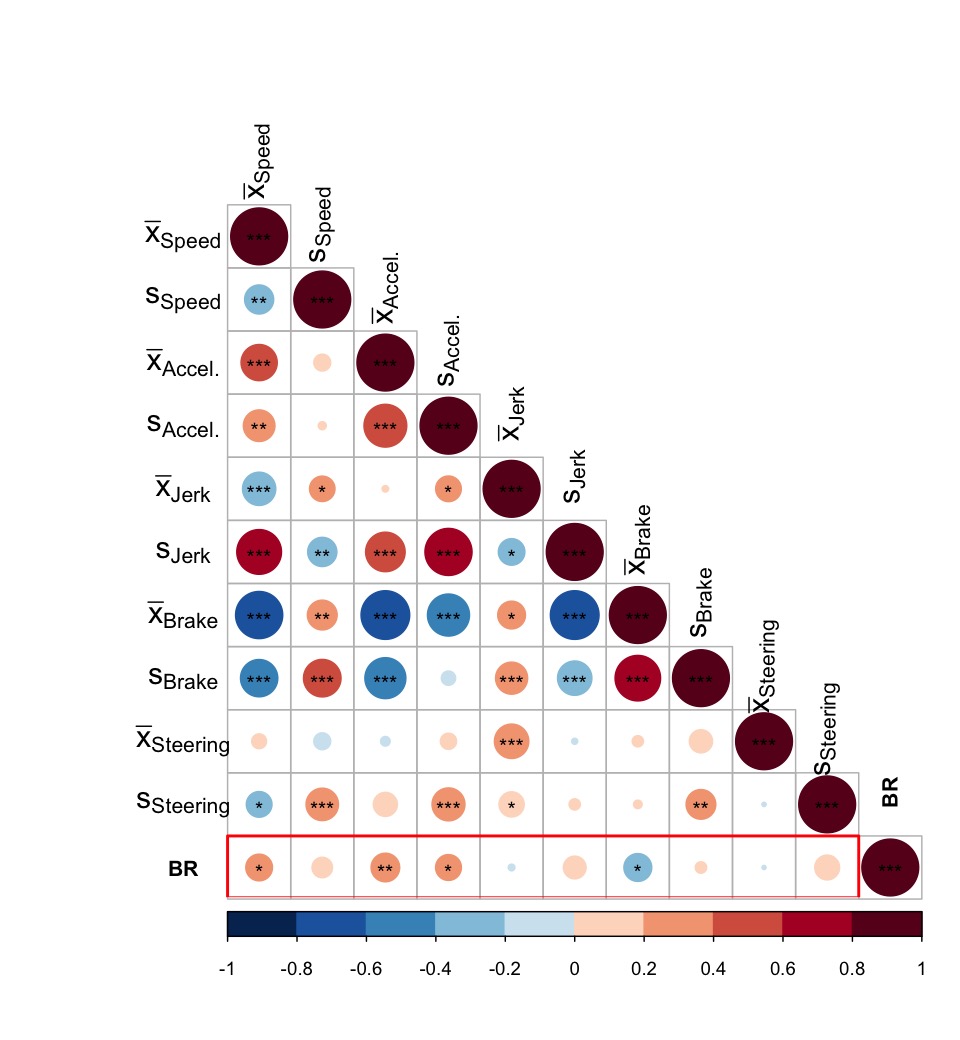 x̄Speed
sSpeed
x̄Accel.
sAccel.
x̄Jerk
sJerk
x̄Brake
sBrake
x̄Steering
sSteering
BR
x̄Speed ***
sSpeed ** ***
x̄Accel. *** ***
sAccel. ** *** ***
x̄Jerk *** * * ***
sJerk *** ** *** *** * ***
x̄Brake *** ** *** *** * *** ***
sBrake *** *** *** *** *** *** ***
x̄Steering *** ***
sSteering * *** *** * ** ***
BR * ** * * ***
-1 -0.8 -0.6 -0.4 -0.2 0 0.2 0.4 0.6 0.8 1